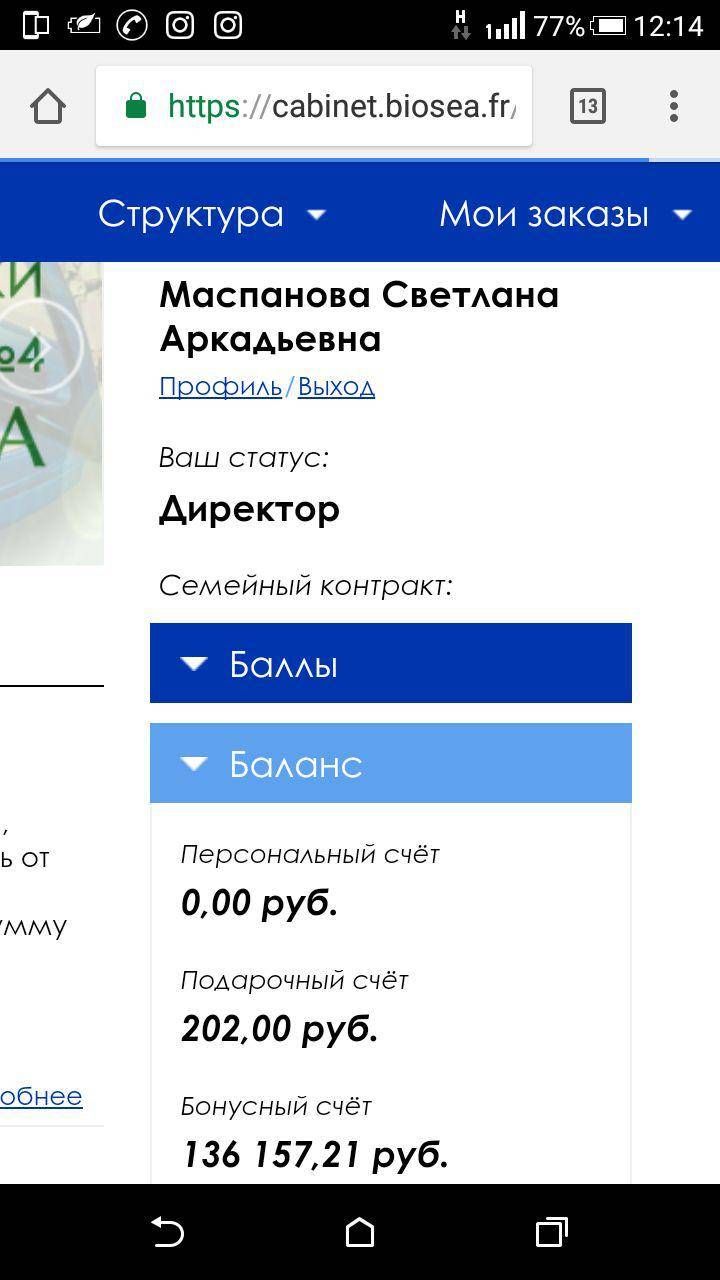 H
77%
12:14
https://cabinet.biosea.fr/
13
Структура
Мои заказы
№4
А
Маспанова Светлана
Аркадьевна
Профиль/Выход
Ваш статус:
Директор
Семейный контракт:
Баллы
Баланс
,
ь от
умму
обнее
Персональный счёт
0,00 руб.
Подарочный счёт
202,00 руб.
Бонусный счёт
136 157,21 руб.